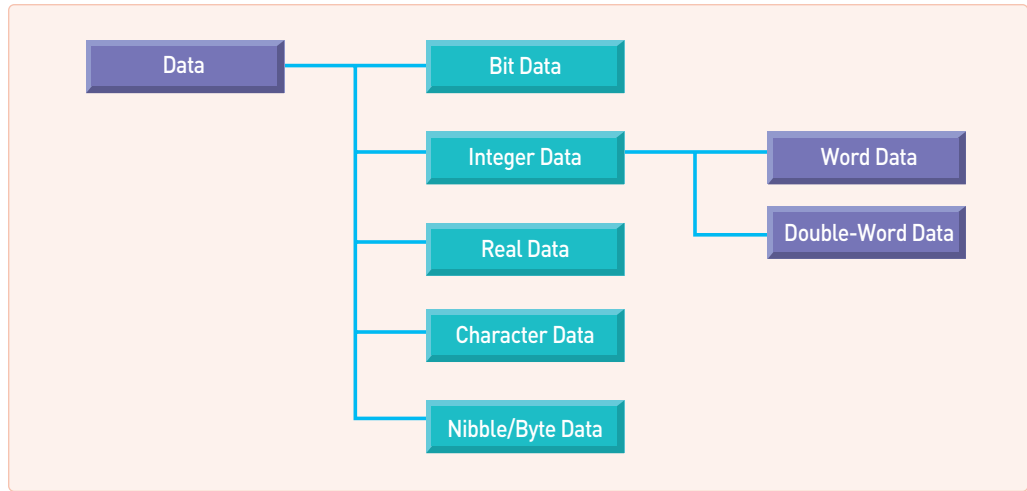 Data
Bit Data
Integer Data
Word Data
Double-Word Data
Real Data
Character Data
Nibble/Byte Data